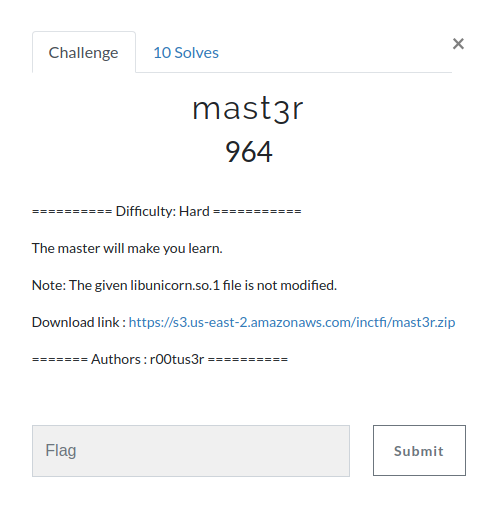 Challenge
10 Solves
×
mast3r
964
========== Difficulty: Hard ===========
The master will make you learn.
Note: The given libunicorn.so.1 file is not modified.
Download link : https://s3.us-east-2.amazonaws.com/inctfi/mast3r.zip
======= Authors : r00tus3r ==========
Flag
Submit